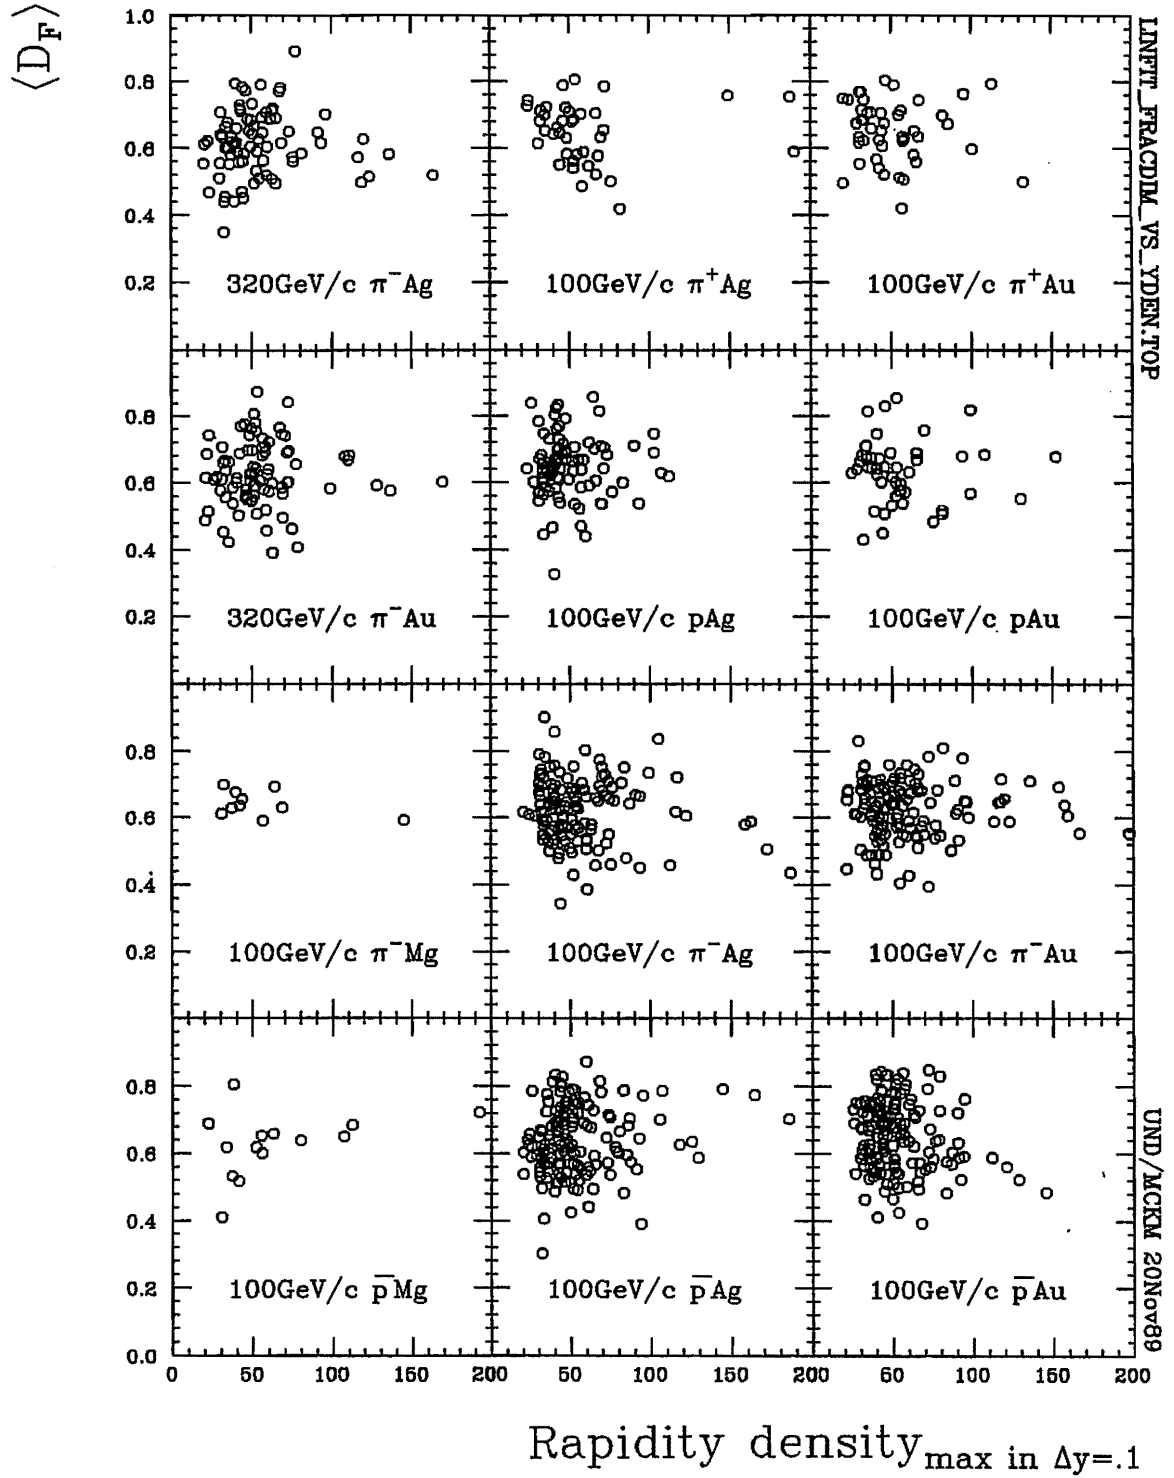 ⟨D_F⟩
LINFIT_FRACDIM_VS_YDEN.TOP
1.0
0.8
0.6
0.4
0.2
320GeV/c π⁻Ag
100GeV/c π⁺Ag
100GeV/c π⁺Au
0.8
0.6
0.4
0.2
320GeV/c π⁻Au
100GeV/c pAg
100GeV/c pAu
0.8
0.6
0.4
0.2
100GeV/c π⁻Mg
100GeV/c π⁻Ag
100GeV/c π⁻Au
0.8
0.6
0.4
0.2
0.0
100GeV/c p̄Mg
100GeV/c p̄Ag
100GeV/c p̄Au
UND/MCKM 20Nov89
0 50 100 150 200 50 100 150 200 50 100 150 200
Rapidity density max in Δy=.1